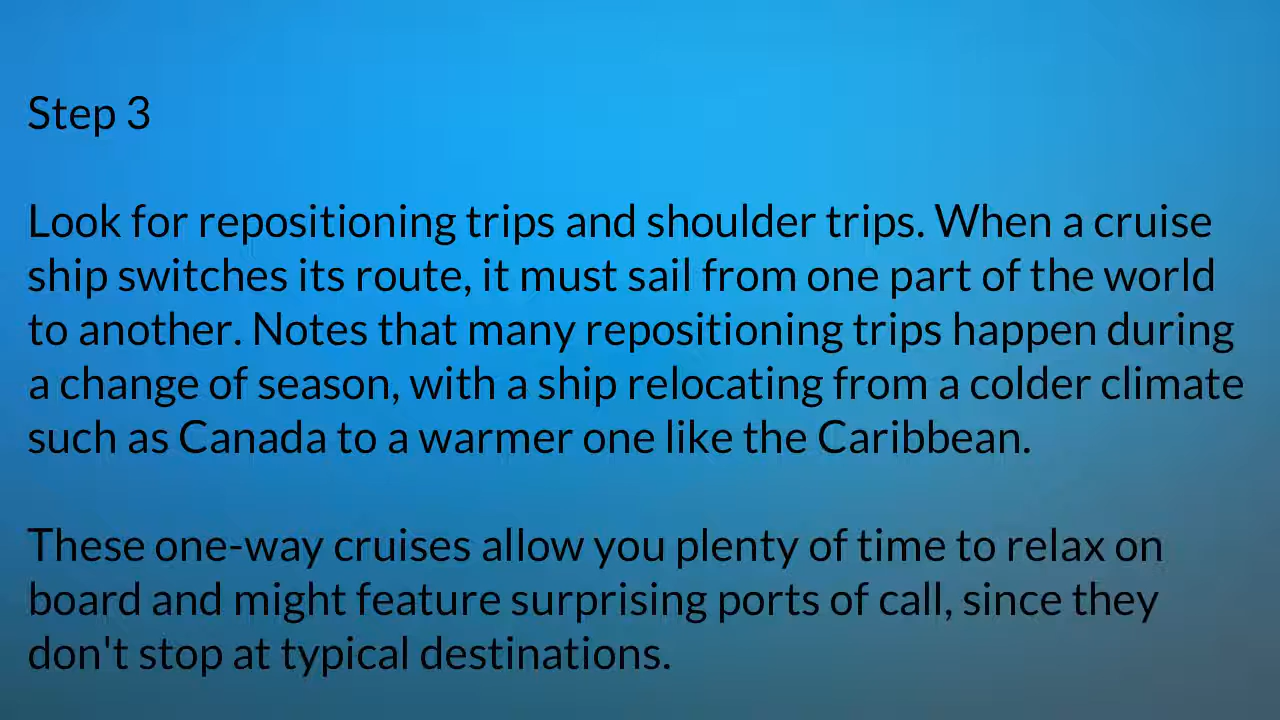 Step 3
Look for repositioning trips and shoulder trips. When a cruise
ship switches its route, it must sail from one part of the world
to another. Notes that many repositioning trips happen during
a change of season, with a ship relocating from a colder climate
such as Canada to a warmer one like the Caribbean.
These one-way cruises allow you plenty of time to relax on
board and might feature surprising ports of call, since they
don't stop at typical destinations.